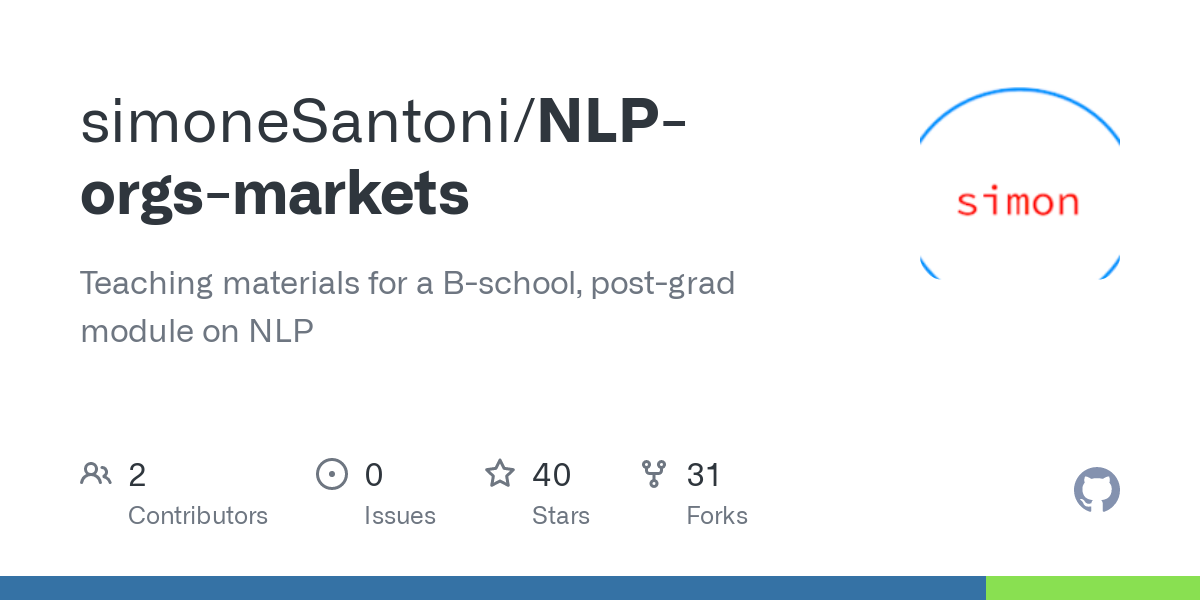 simoneSantoni/NLP-
orgs-markets
simon
Teaching materials for a B-school, post-grad
module on NLP
2
Contributors
0
Issues
40
Stars
31
Forks